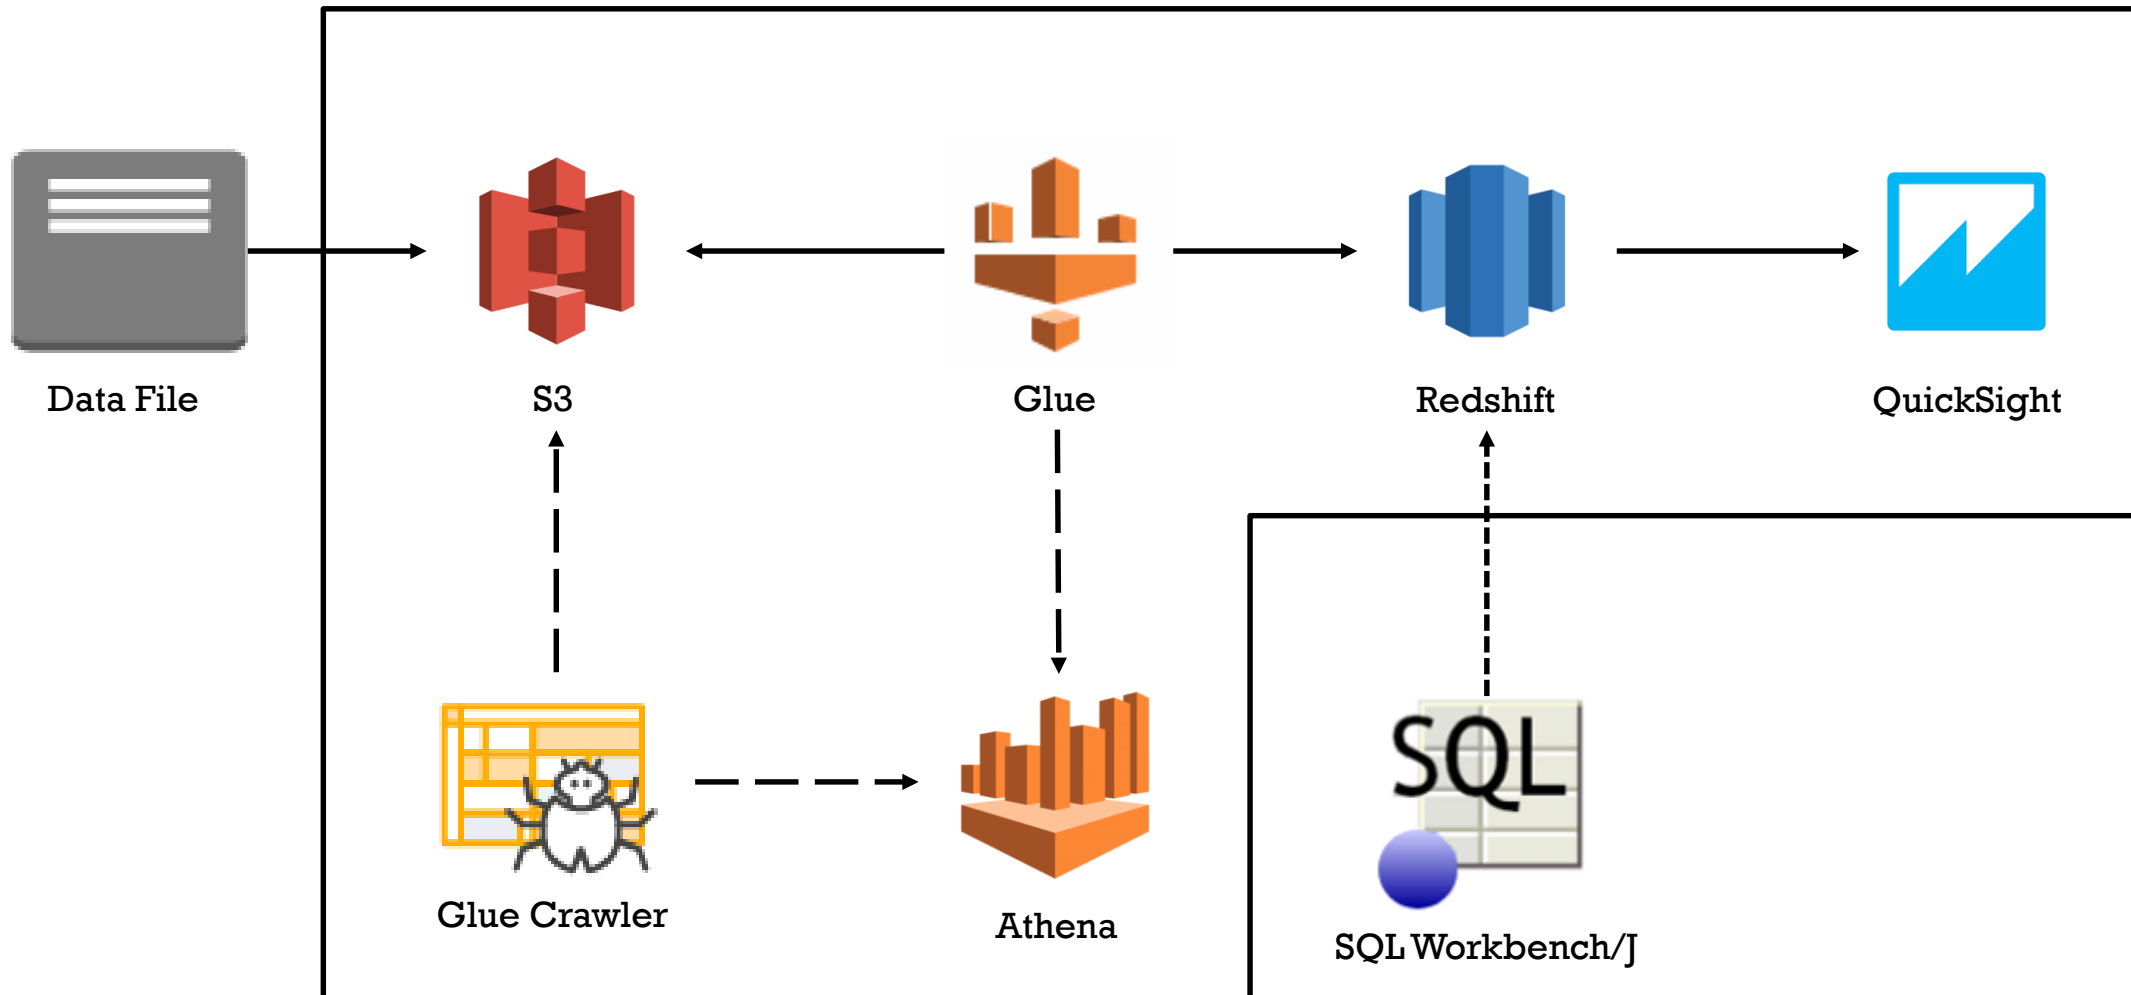 Data File
S3
Glue
Redshift
QuickSight
Glue Crawler
Athena
SQL
SQL Workbench/J